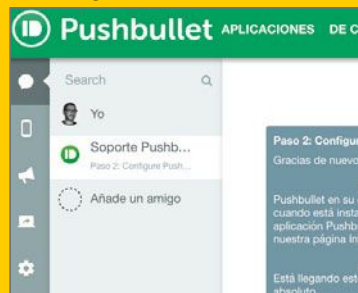 Pushbullet APLICACIONES DE C
Search
Yo
Soporte Pushb...
Paso 2: Configure Push...
Añade un amigo
Paso 2: Configur
Gracias de nuevo
Pushbullet en su
cuando está insta
aplicación Pushb
nuestra página In
Está llegando est
absoluto